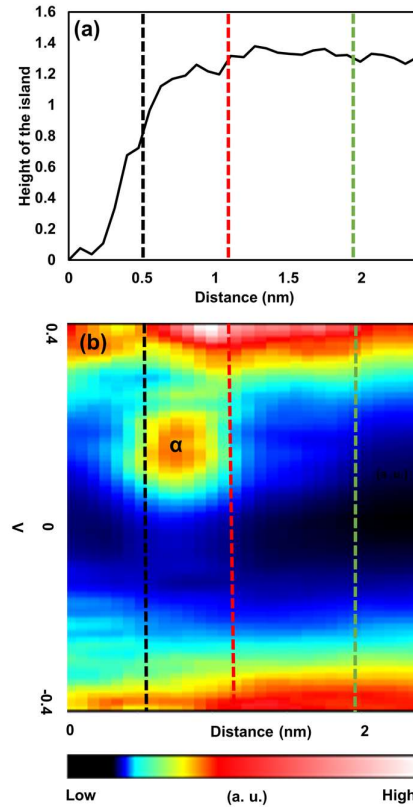 (a)
Height of the island
1.6
1.4
1.2
1
0.8
0.6
0.4
0.2
0
0 0.5 1 1.5 2
Distance (nm)
(b)
α
V
0.4
0
-0.4
0 Distance (nm) 2
Low (a. u.) High